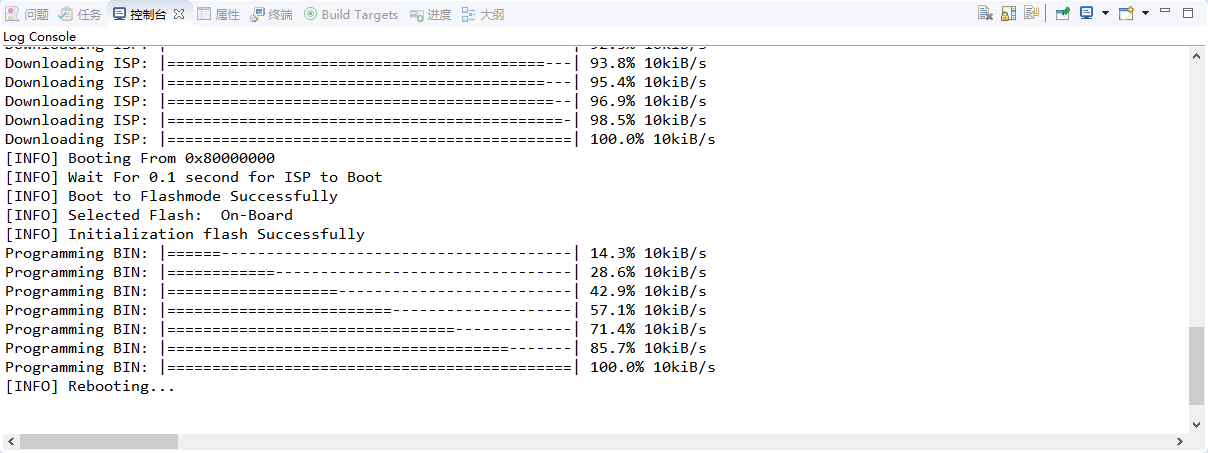 问题 任务 控制台 属性 终端 Build Targets 进度 大纲
Log Console
Downloading ISP: |==========================================---| 93.8% 10kiB/s
Downloading ISP: |==========================================---| 95.4% 10kiB/s
Downloading ISP: |===========================================--| 96.9% 10kiB/s
Downloading ISP: |============================================-| 98.5% 10kiB/s
Downloading ISP: |=============================================| 100.0% 10kiB/s
[INFO] Booting From 0x80000000
[INFO] Wait For 0.1 second for ISP to Boot
[INFO] Boot to Flashmode Successfully
[INFO] Selected Flash:  On-Board
[INFO] Initialization flash Successfully
Programming BIN: |======---------------------------------------| 14.3% 10kiB/s
Programming BIN: |============---------------------------------| 28.6% 10kiB/s
Programming BIN: |===================--------------------------| 42.9% 10kiB/s
Programming BIN: |=========================--------------------| 57.1% 10kiB/s
Programming BIN: |================================-------------| 71.4% 10kiB/s
Programming BIN: |======================================-------| 85.7% 10kiB/s
Programming BIN: |=============================================| 100.0% 10kiB/s
[INFO] Rebooting...